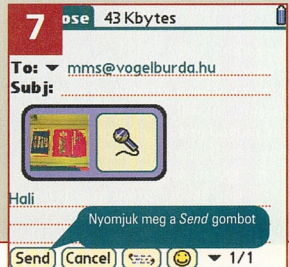 7
ose 43 Kbytes
To: mms@vogelburda.hu
Subj:
Hali
Nyomjuk meg a Send gombot
Send Cancel 1/1